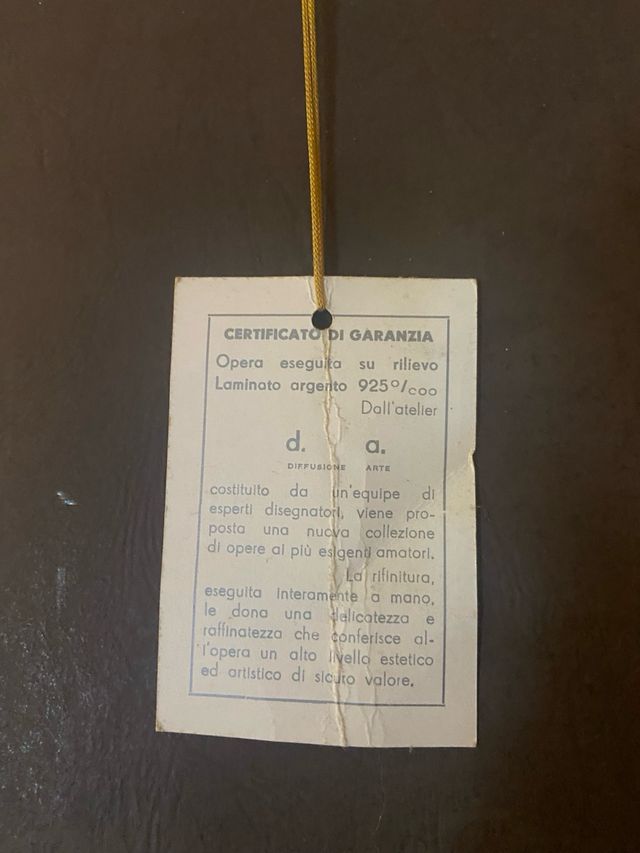 CERTIFICATO DI GARANZIA
Opera eseguita su rilievo
Laminato argento 925°/ooo
Dall'atelier
d. a.
DIFFUSIONE ARTE
costituito da un'equipe di
esperti disegnatori, viene pro-
posta una nuova collezione
di opere ai più esigenti amatori.
La rifinitura,
eseguita interamente a mano,
le dona una delicatezza e
raffinatezza che conferisce al-
l'opera un alto livello estetico
ed artistico di sicuro valore.